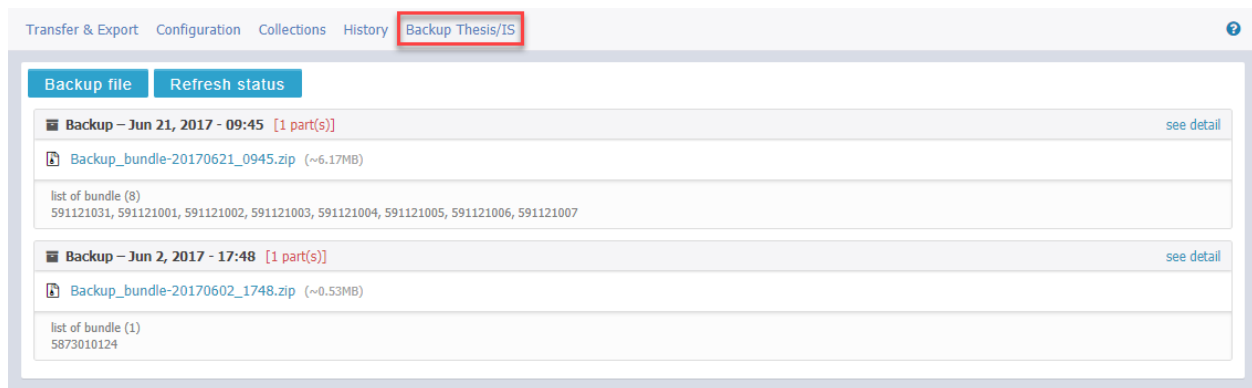 Transfer & Export Configuration Collections History Backup Thesis/IS
Backup file Refresh status
Backup – Jun 21, 2017 - 09:45 [1 part(s)] see detail
Backup_bundle-20170621_0945.zip (~6.17MB)
list of bundle (8)
591121031, 591121001, 591121002, 591121003, 591121004, 591121005, 591121006, 591121007
Backup – Jun 2, 2017 - 17:48 [1 part(s)] see detail
Backup_bundle-20170602_1748.zip (~0.53MB)
list of bundle (1)
5873010124